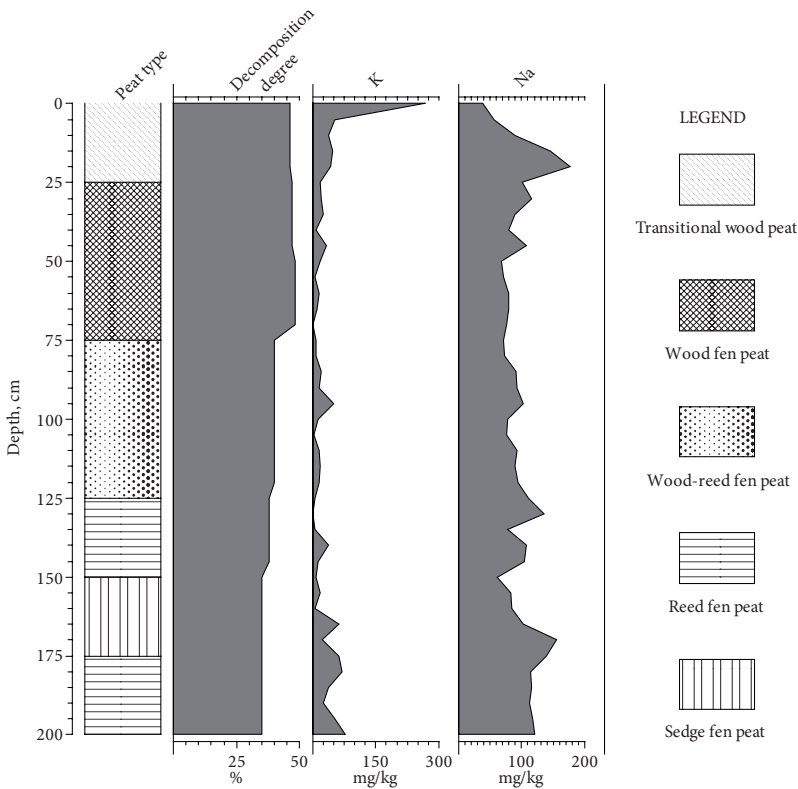 Peat type
Decomposition
degree
K
Na
0
25
50
75
100
125
150
175
200
Depth, cm
25
50
%
150
300
mg/kg
100
200
mg/kg
LEGEND
Transitional wood peat
Wood fen peat
Wood-reed fen peat
Reed fen peat
Sedge fen peat